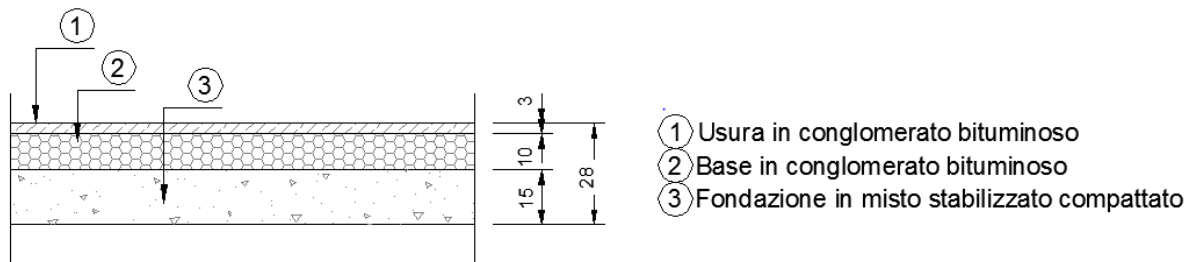 1
2
3
3
10
15
28
1 Usura in conglomerato bituminoso
2 Base in conglomerato bituminoso
3 Fondazione in misto stabilizzato compattato